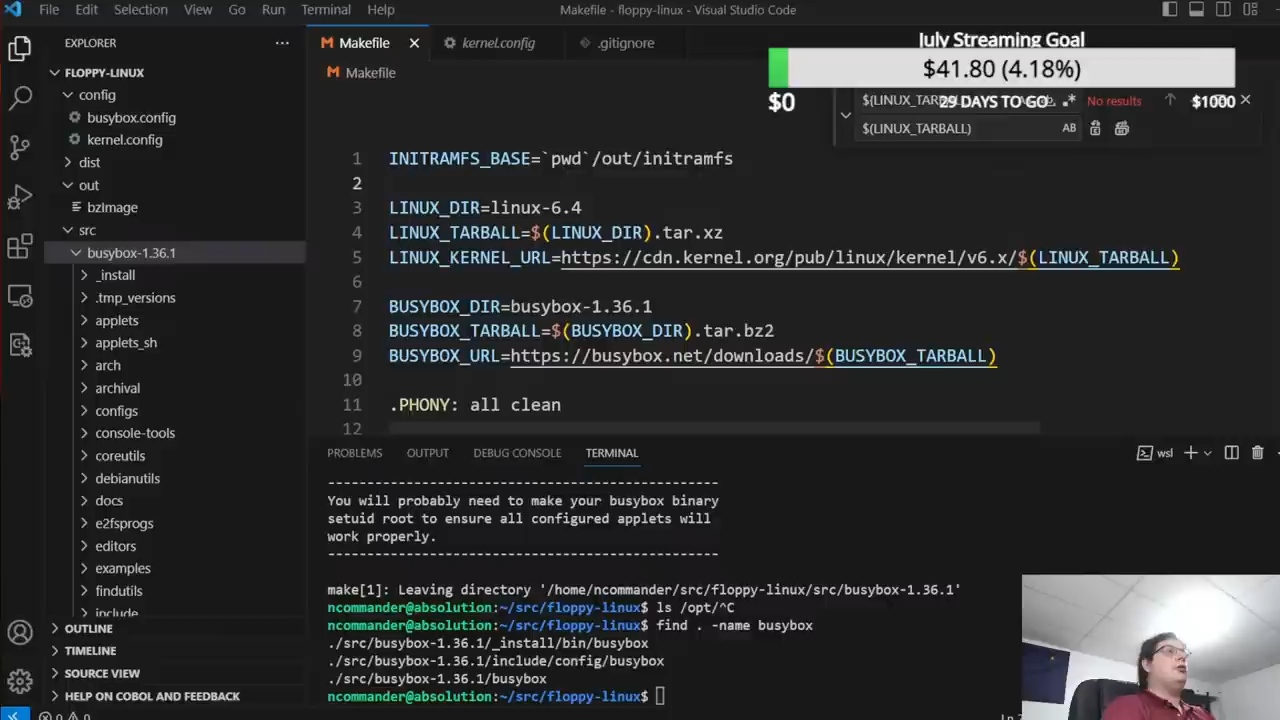 File Edit Selection View Go Run Terminal Help
Makefile - floppy-linux - Visual Studio Code
EXPLORER
Makefile
kernel.config
.gitignore
July Streaming Goal
$41.80 (4.18%)
$0
29 DAYS TO GO
$1000
No results
$(LINUX_TARBALL)
AB
FLOPPY-LINUX
config
busybox.config
kernel.config
dist
out
bzImage
src
busybox-1.36.1
_install
.tmp_versions
applets
applets_sh
arch
archival
configs
console-tools
coreutils
debianutils
docs
e2fsprogs
editors
examples
findutils
include
OUTLINE
TIMELINE
SOURCE VIEW
HELP ON COBOL AND FEEDBACK
0 0
Makefile
1 INITRAMFS_BASE=`pwd`/out/initramfs
2
3 LINUX_DIR=linux-6.4
4 LINUX_TARBALL=$(LINUX_DIR).tar.xz
5 LINUX_KERNEL_URL=https://cdn.kernel.org/pub/linux/kernel/v6.x/$(LINUX_TARBALL)
6
7 BUSYBOX_DIR=busybox-1.36.1
8 BUSYBOX_TARBALL=$(BUSYBOX_DIR).tar.bz2
9 BUSYBOX_URL=https://busybox.net/downloads/$(BUSYBOX_TARBALL)
10
11 .PHONY: all clean
12
PROBLEMS OUTPUT DEBUG CONSOLE TERMINAL
wsl
-------------------------------------------------
You will probably need to make your busybox binary
setuid root to ensure all configured applets will
work properly.
-------------------------------------------------
make[1]: Leaving directory '/home/ncommander/src/floppy-linux/src/busybox-1.36.1'
ncommander@absolution:~/src/floppy-linux$ ls /opt/^C
ncommander@absolution:~/src/floppy-linux$ find . -name busybox
./src/busybox-1.36.1/_install/bin/busybox
./src/busybox-1.36.1/include/config/busybox
./src/busybox-1.36.1/busybox
ncommander@absolution:~/src/floppy-linux$